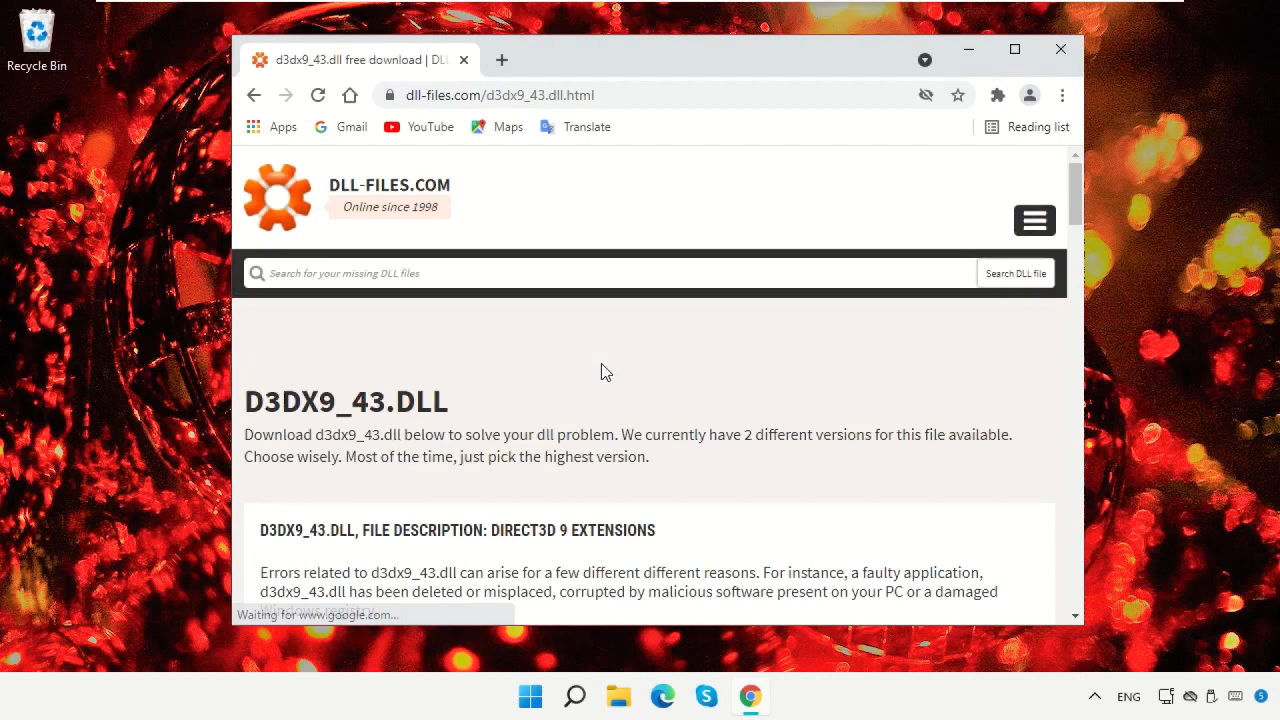 Recycle Bin
d3dx9_43.dll free download | DLL
dll-files.com/d3dx9_43.dll.html
Apps Gmail YouTube Maps Translate Reading list
DLL-FILES.COM
Online since 1998
Search for your missing DLL files Search DLL file
D3DX9_43.DLL
Download d3dx9_43.dll below to solve your dll problem. We currently have 2 different versions for this file available.
Choose wisely. Most of the time, just pick the highest version.
D3DX9_43.DLL, FILE DESCRIPTION: DIRECT3D 9 EXTENSIONS
Errors related to d3dx9_43.dll can arise for a few different different reasons. For instance, a faulty application,
d3dx9_43.dll has been deleted or misplaced, corrupted by malicious software present on your PC or a damaged
Windows registry.
Waiting for www.google.com...
ENG
5